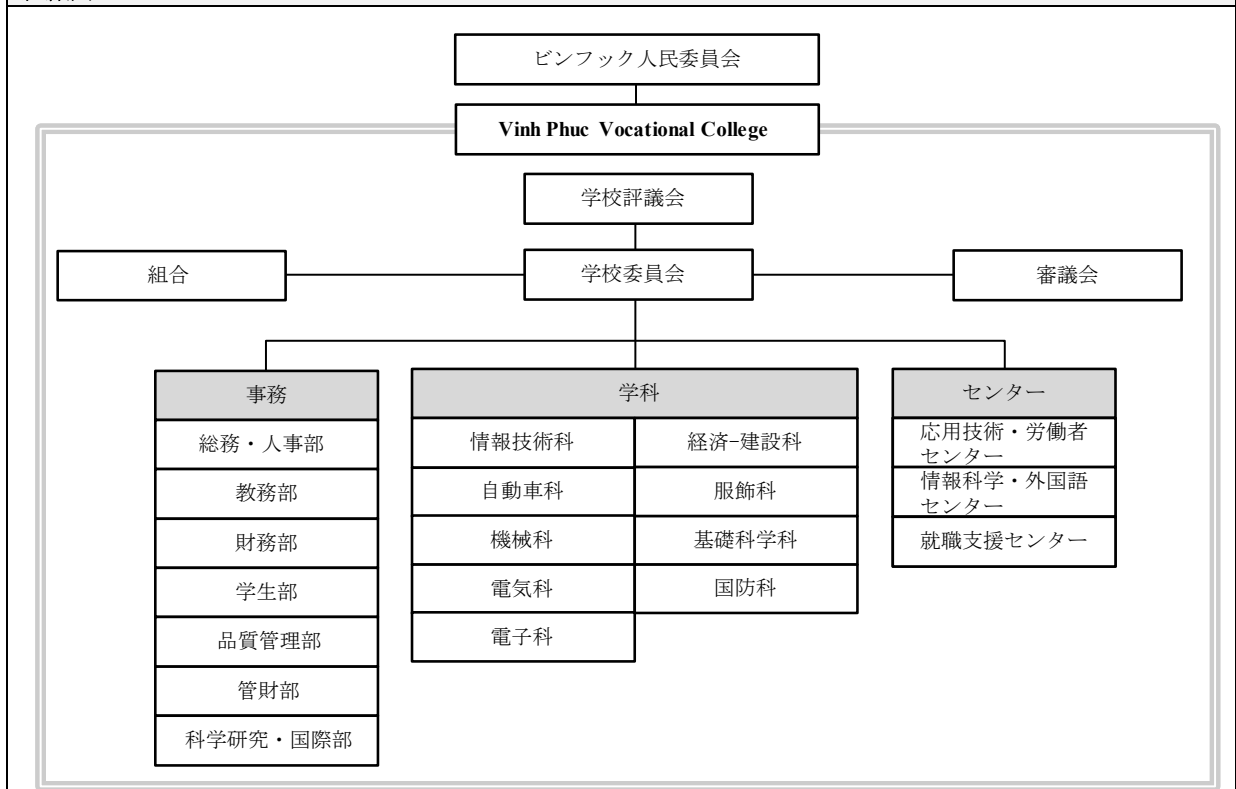 ビンフック人民委員会
Vinh Phuc Vocational College
学校評議会
組合
学校委員会
審議会
事務
総務・人事部
教務部
財務部
学生部
品質管理部
管財部
科学研究・国際部
学科
情報技術科
経済-建設科
自動車科
服飾科
機械科
基礎科学科
電気科
国防科
電子科
センター
応用技術・労働者
センター
情報科学・外国語
センター
就職支援センター